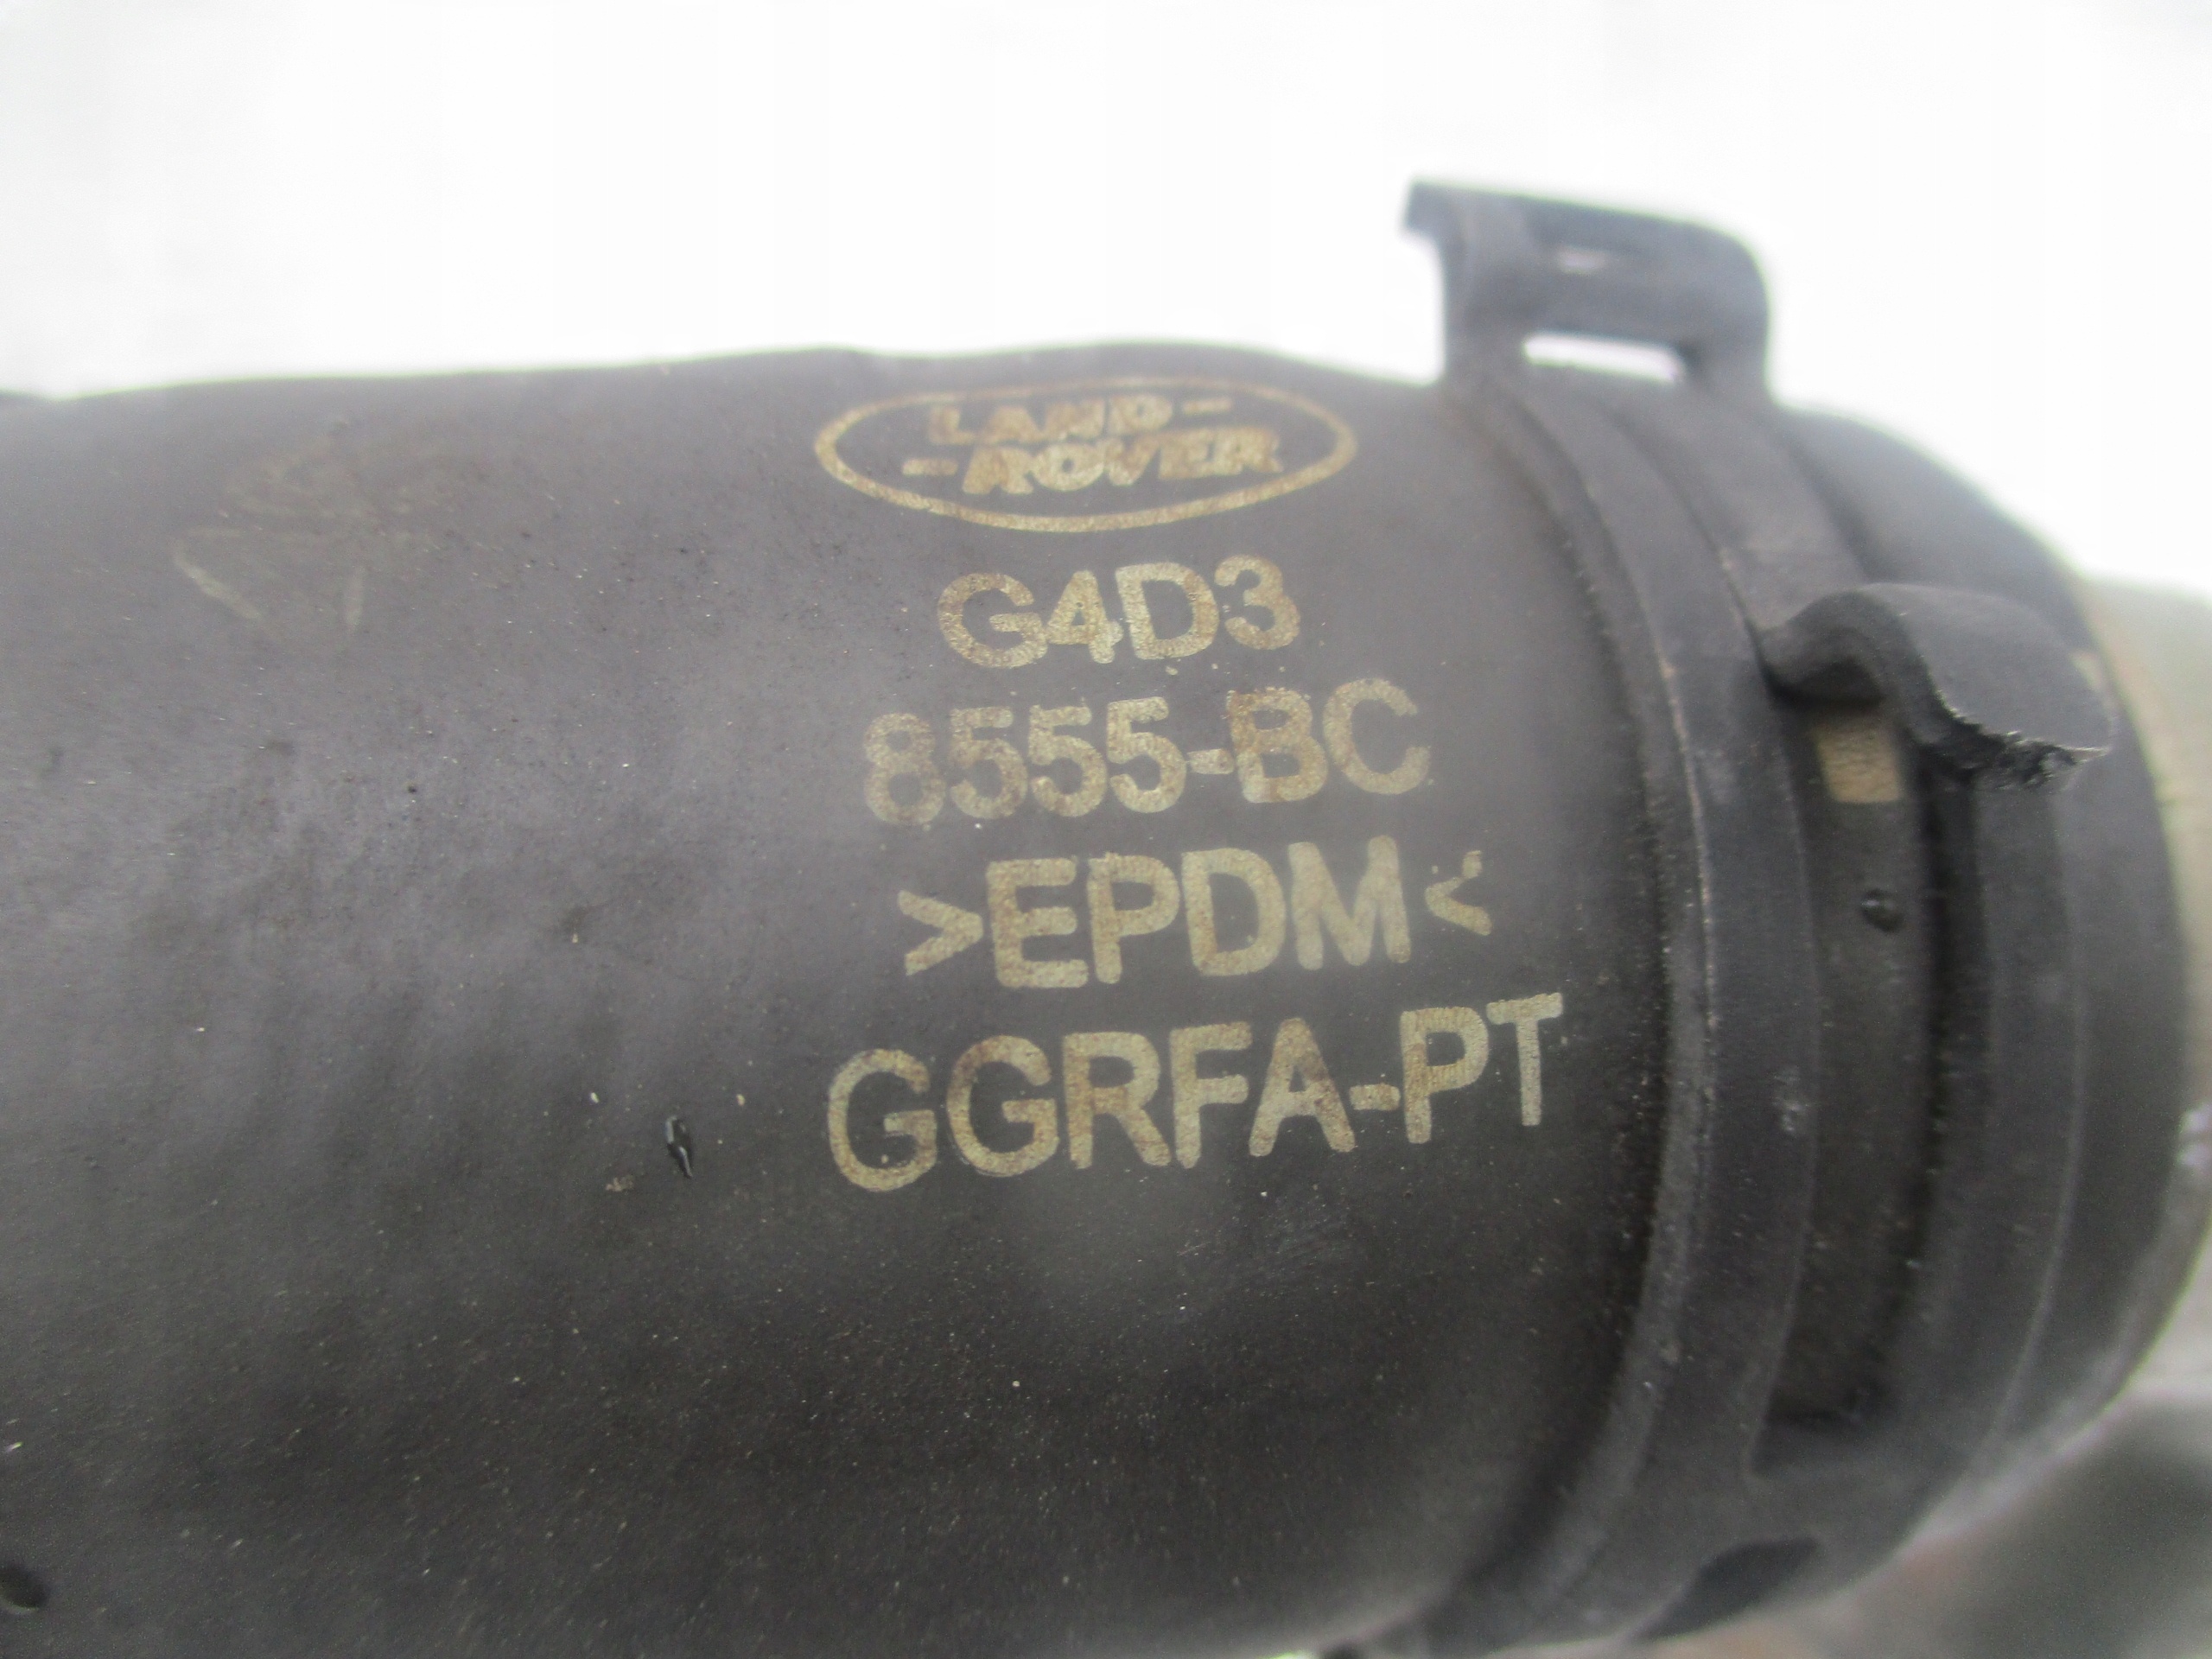 LAND-
-ROVER
G4D3
8555-BC
>EPDM<
GGRFA-PT